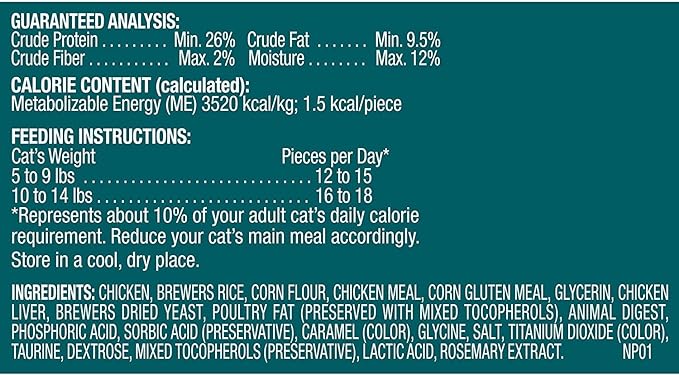 GUARANTEED ANALYSIS:
Crude Protein .......... Min. 26% Crude Fat ....... Min. 9.5%
Crude Fiber ............ Max. 2% Moisture ........ Max. 12%
CALORIE CONTENT (calculated):
Metabolizable Energy (ME) 3520 kcal/kg; 1.5 kcal/piece
FEEDING INSTRUCTIONS:
Cat's Weight Pieces per Day*
5 to 9 lbs ............................ 12 to 15
10 to 14 lbs .......................... 16 to 18
*Represents about 10% of your adult cat's daily calorie
requirement. Reduce your cat's main meal accordingly.
Store in a cool, dry place.
INGREDIENTS: CHICKEN, BREWERS RICE, CORN FLOUR, CHICKEN MEAL, CORN GLUTEN MEAL, GLYCERIN, CHICKEN
LIVER, BREWERS DRIED YEAST, POULTRY FAT (PRESERVED WITH MIXED TOCOPHEROLS), ANIMAL DIGEST,
PHOSPHORIC ACID, SORBIC ACID (PRESERVATIVE), CARAMEL (COLOR), GLYCINE, SALT, TITANIUM DIOXIDE (COLOR),
TAURINE, DEXTROSE, MIXED TOCOPHEROLS (PRESERVATIVE), LACTIC ACID, ROSEMARY EXTRACT. NP01